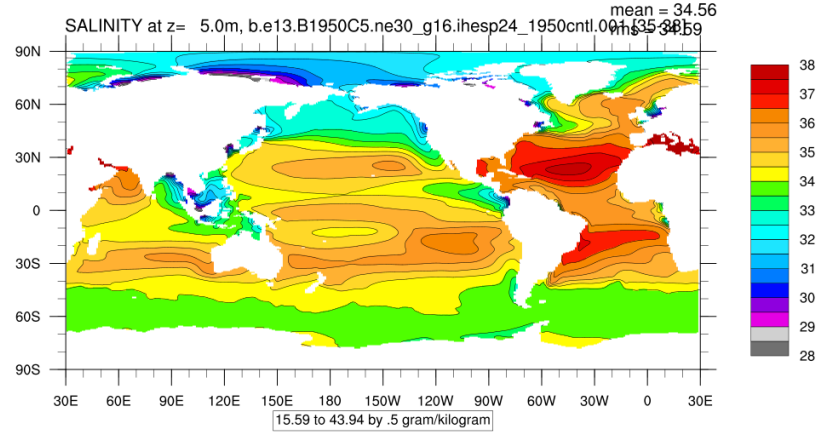 mean = 34.56
SALINITY at z= 5.0m, b.e13.B1950C5.ne30_g16.ihesp24_1950cntl.001 [35-38]
rms = 34.59
90N
60N
30N
0
30S
60S
90S
30E 60E 90E 120E 150E 180 150W 120W 90W 60W 30W 0 30E
38
37
36
35
34
33
32
31
30
29
28
15.59 to 43.94 by .5 gram/kilogram